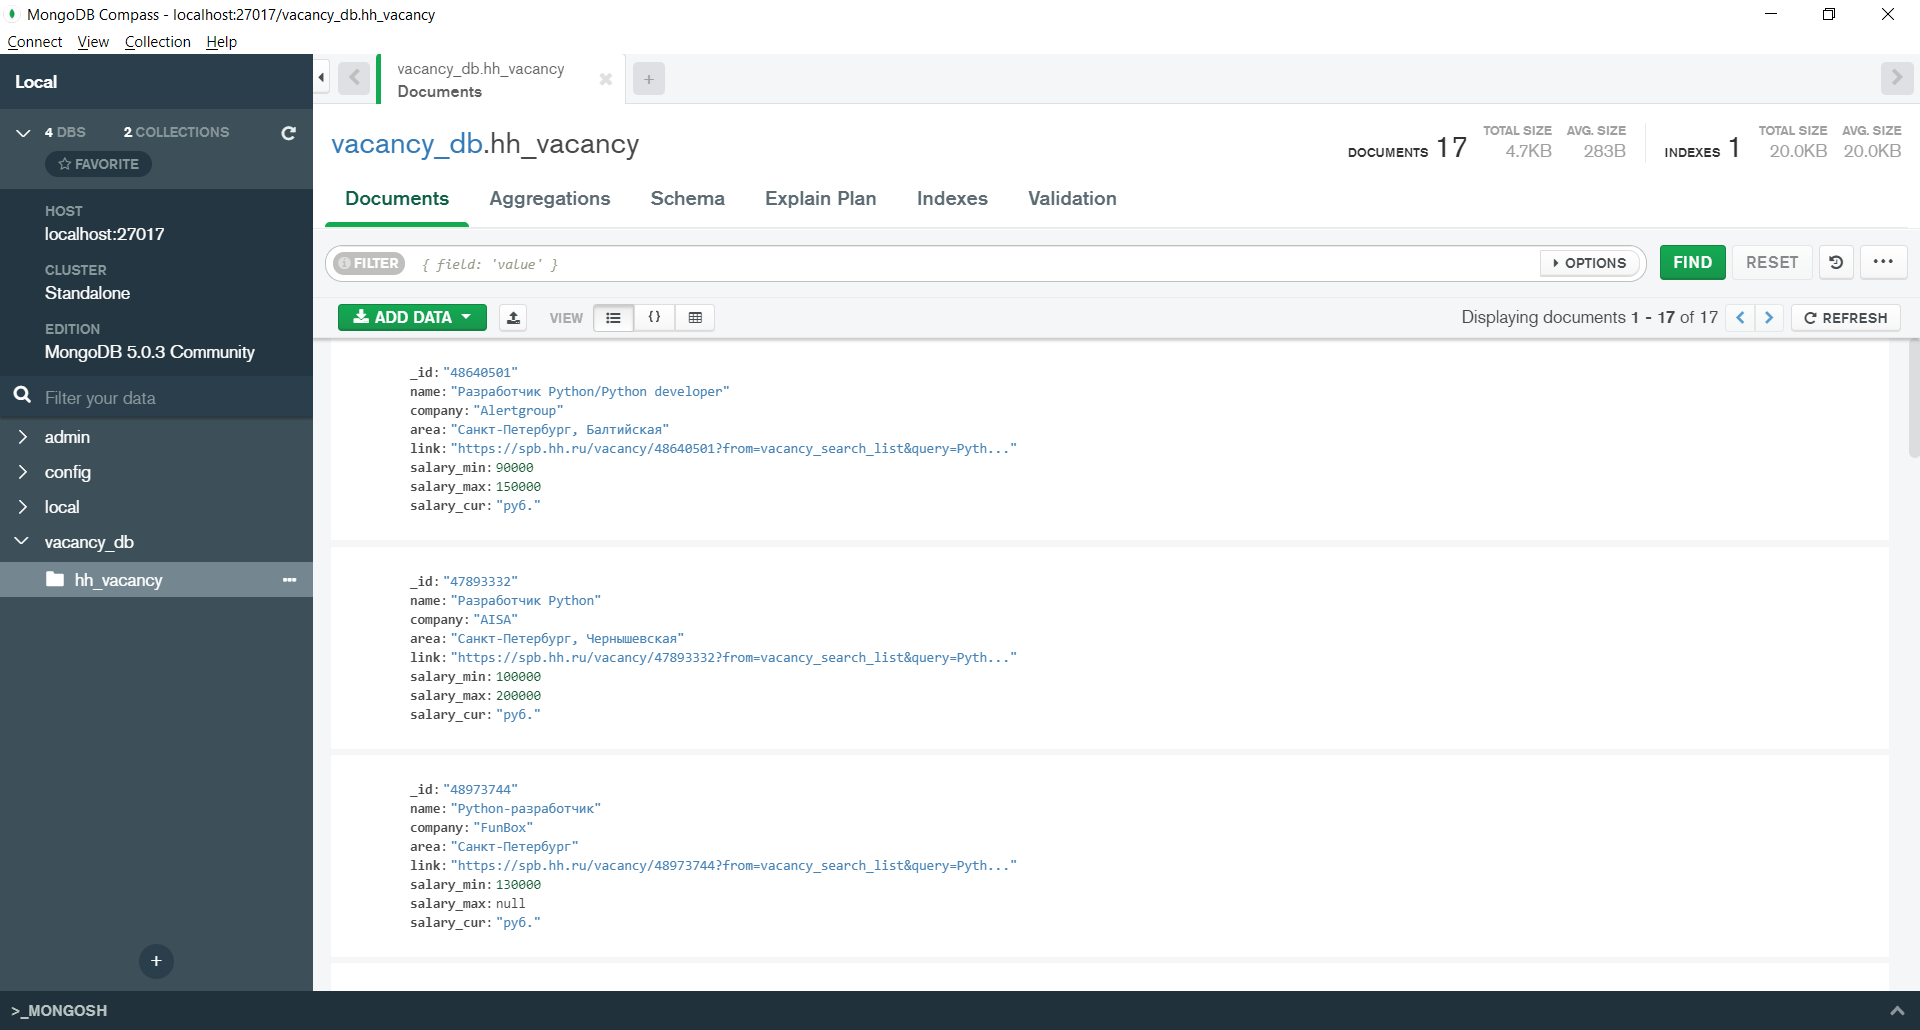 MongoDB Compass - localhost:27017/vacancy_db.hh_vacancy
Connect View Collection Help
Local
4 DBS 2 COLLECTIONS
FAVORITE
HOST
localhost:27017
CLUSTER
Standalone
EDITION
MongoDB 5.0.3 Community
Filter your data
admin
config
local
vacancy_db
hh_vacancy
+
vacancy_db.hh_vacancy
Documents
+
vacancy_db.hh_vacancy
DOCUMENTS 17 TOTAL SIZE 4.7KB AVG. SIZE 283B INDEXES 1 TOTAL SIZE 20.0KB AVG. SIZE 20.0KB
Documents Aggregations Schema Explain Plan Indexes Validation
FILTER { field: 'value' } OPTIONS FIND RESET
ADD DATA VIEW {} Displaying documents 1 - 17 of 17 REFRESH
_id: "48640501"
name: "Разработчик Python/Python developer"
company: "Alertgroup"
area: "Санкт-Петербург, Балтийская"
link: "https://spb.hh.ru/vacancy/48640501?from=vacancy_search_list&query=Pyth..."
salary_min: 90000
salary_max: 150000
salary_cur: "руб."
_id: "47893332"
name: "Разработчик Python"
company: "AISA"
area: "Санкт-Петербург, Чернышевская"
link: "https://spb.hh.ru/vacancy/47893332?from=vacancy_search_list&query=Pyth..."
salary_min: 100000
salary_max: 200000
salary_cur: "руб."
_id: "48973744"
name: "Python-разработчик"
company: "FunBox"
area: "Санкт-Петербург"
link: "https://spb.hh.ru/vacancy/48973744?from=vacancy_search_list&query=Pyth..."
salary_min: 130000
salary_max: null
salary_cur: "руб."
>_MONGOSH